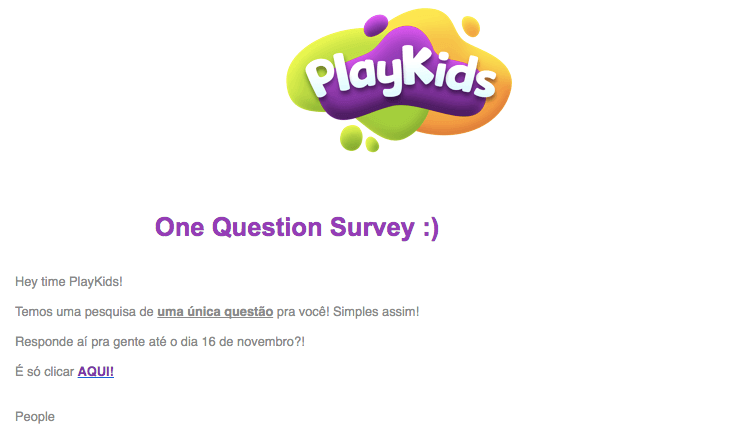 PlayKids
One Question Survey :)
Hey time PlayKids!
Temos uma pesquisa de uma única questão pra você! Simples assim!
Responde aí pra gente até o dia 16 de novembro?!
É só clicar AQUI!
People